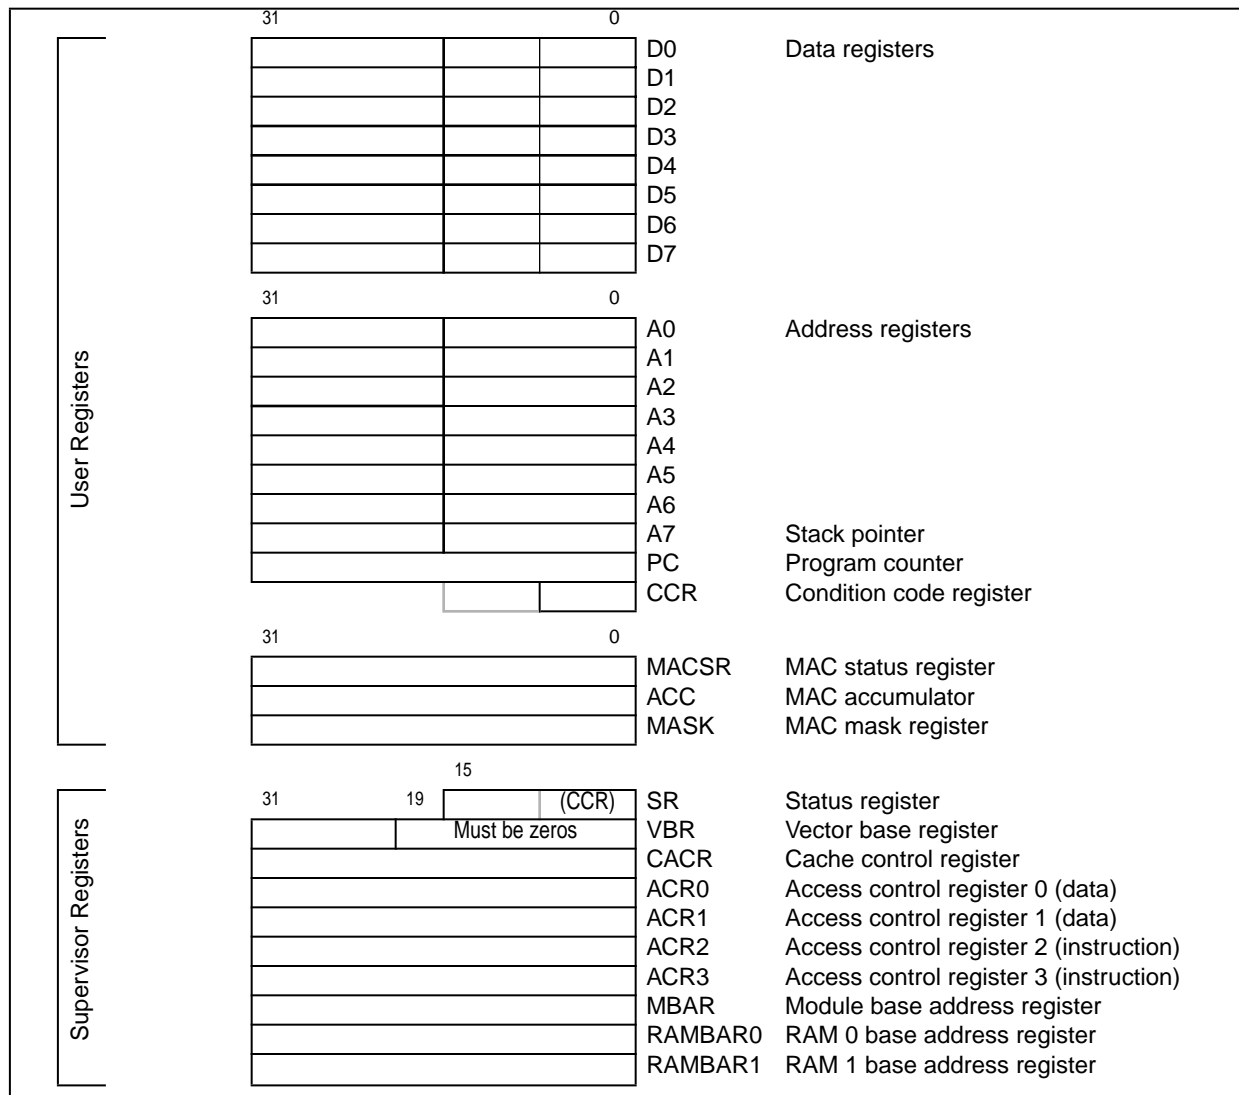 31 0
D0 Data registers
D1
D2
D3
D4
D5
D6
D7
31 0
A0 Address registers
A1
A2
A3
A4
A5
A6
A7 Stack pointer
PC Program counter
CCR Condition code register
User Registers
31 0
MACSR MAC status register
ACC MAC accumulator
MASK MAC mask register
15
31 19 (CCR) SR Status register
Must be zeros VBR Vector base register
CACR Cache control register
ACR0 Access control register 0 (data)
ACR1 Access control register 1 (data)
ACR2 Access control register 2 (instruction)
ACR3 Access control register 3 (instruction)
MBAR Module base address register
RAMBAR0 RAM 0 base address register
RAMBAR1 RAM 1 base address register
Supervisor Registers